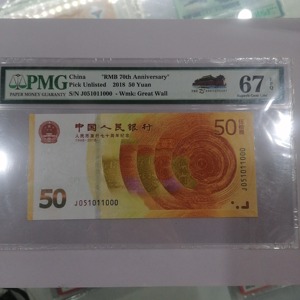 PMG
PAPER MONEY GUARANTY
China "RMB 70th Anniversary"
Pick Unlisted 2018 50 Yuan
S/N J051011000 - Wmk: Great Wall
67 EPQ
中国人民银行
50
50
J051011000